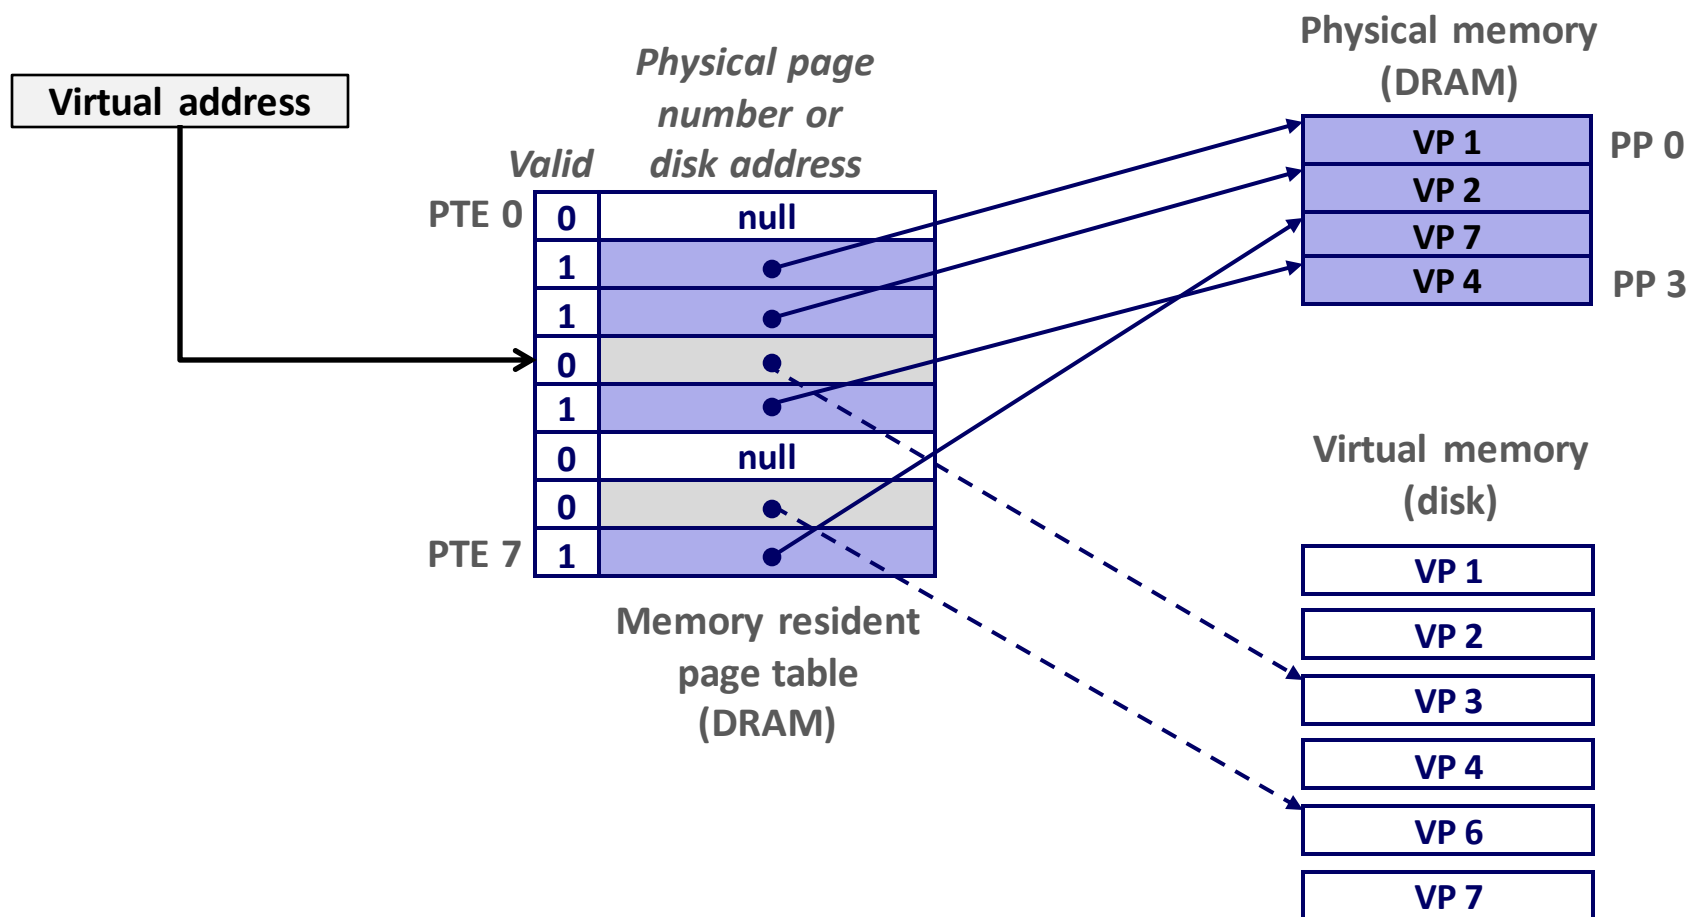 Virtual address
Physical page
number or
disk address
Valid
PTE 0
0 null
1
1
0
1
0 null
0
PTE 7 1
Memory resident
page table
(DRAM)
Physical memory
(DRAM)
VP 1 PP 0
VP 2
VP 7
VP 4 PP 3
Virtual memory
(disk)
VP 1
VP 2
VP 3
VP 4
VP 6
VP 7